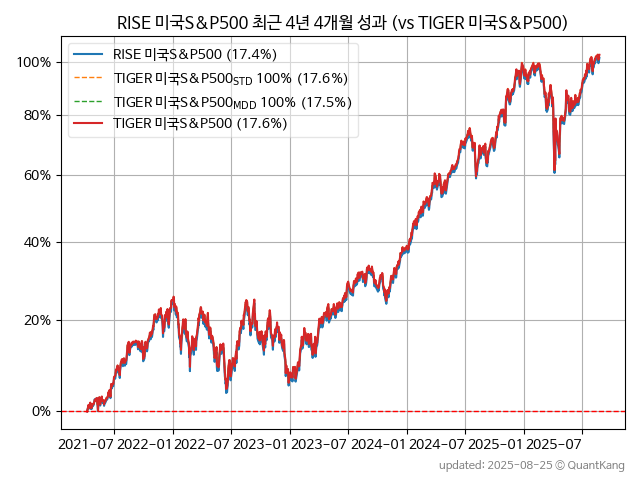 RISE 미국S&P500 최근 4년 4개월 성과 (vs TIGER 미국S&P500)
RISE 미국S&P500 (17.4%)
TIGER 미국S&P500STD 100% (17.6%)
TIGER 미국S&P500MDD 100% (17.5%)
TIGER 미국S&P500 (17.6%)
100%
80%
60%
40%
20%
0%
2021-07 2022-01 2022-07 2023-01 2023-07 2024-01 2024-07 2025-01 2025-07
updated: 2025-08-25 © QuantKang